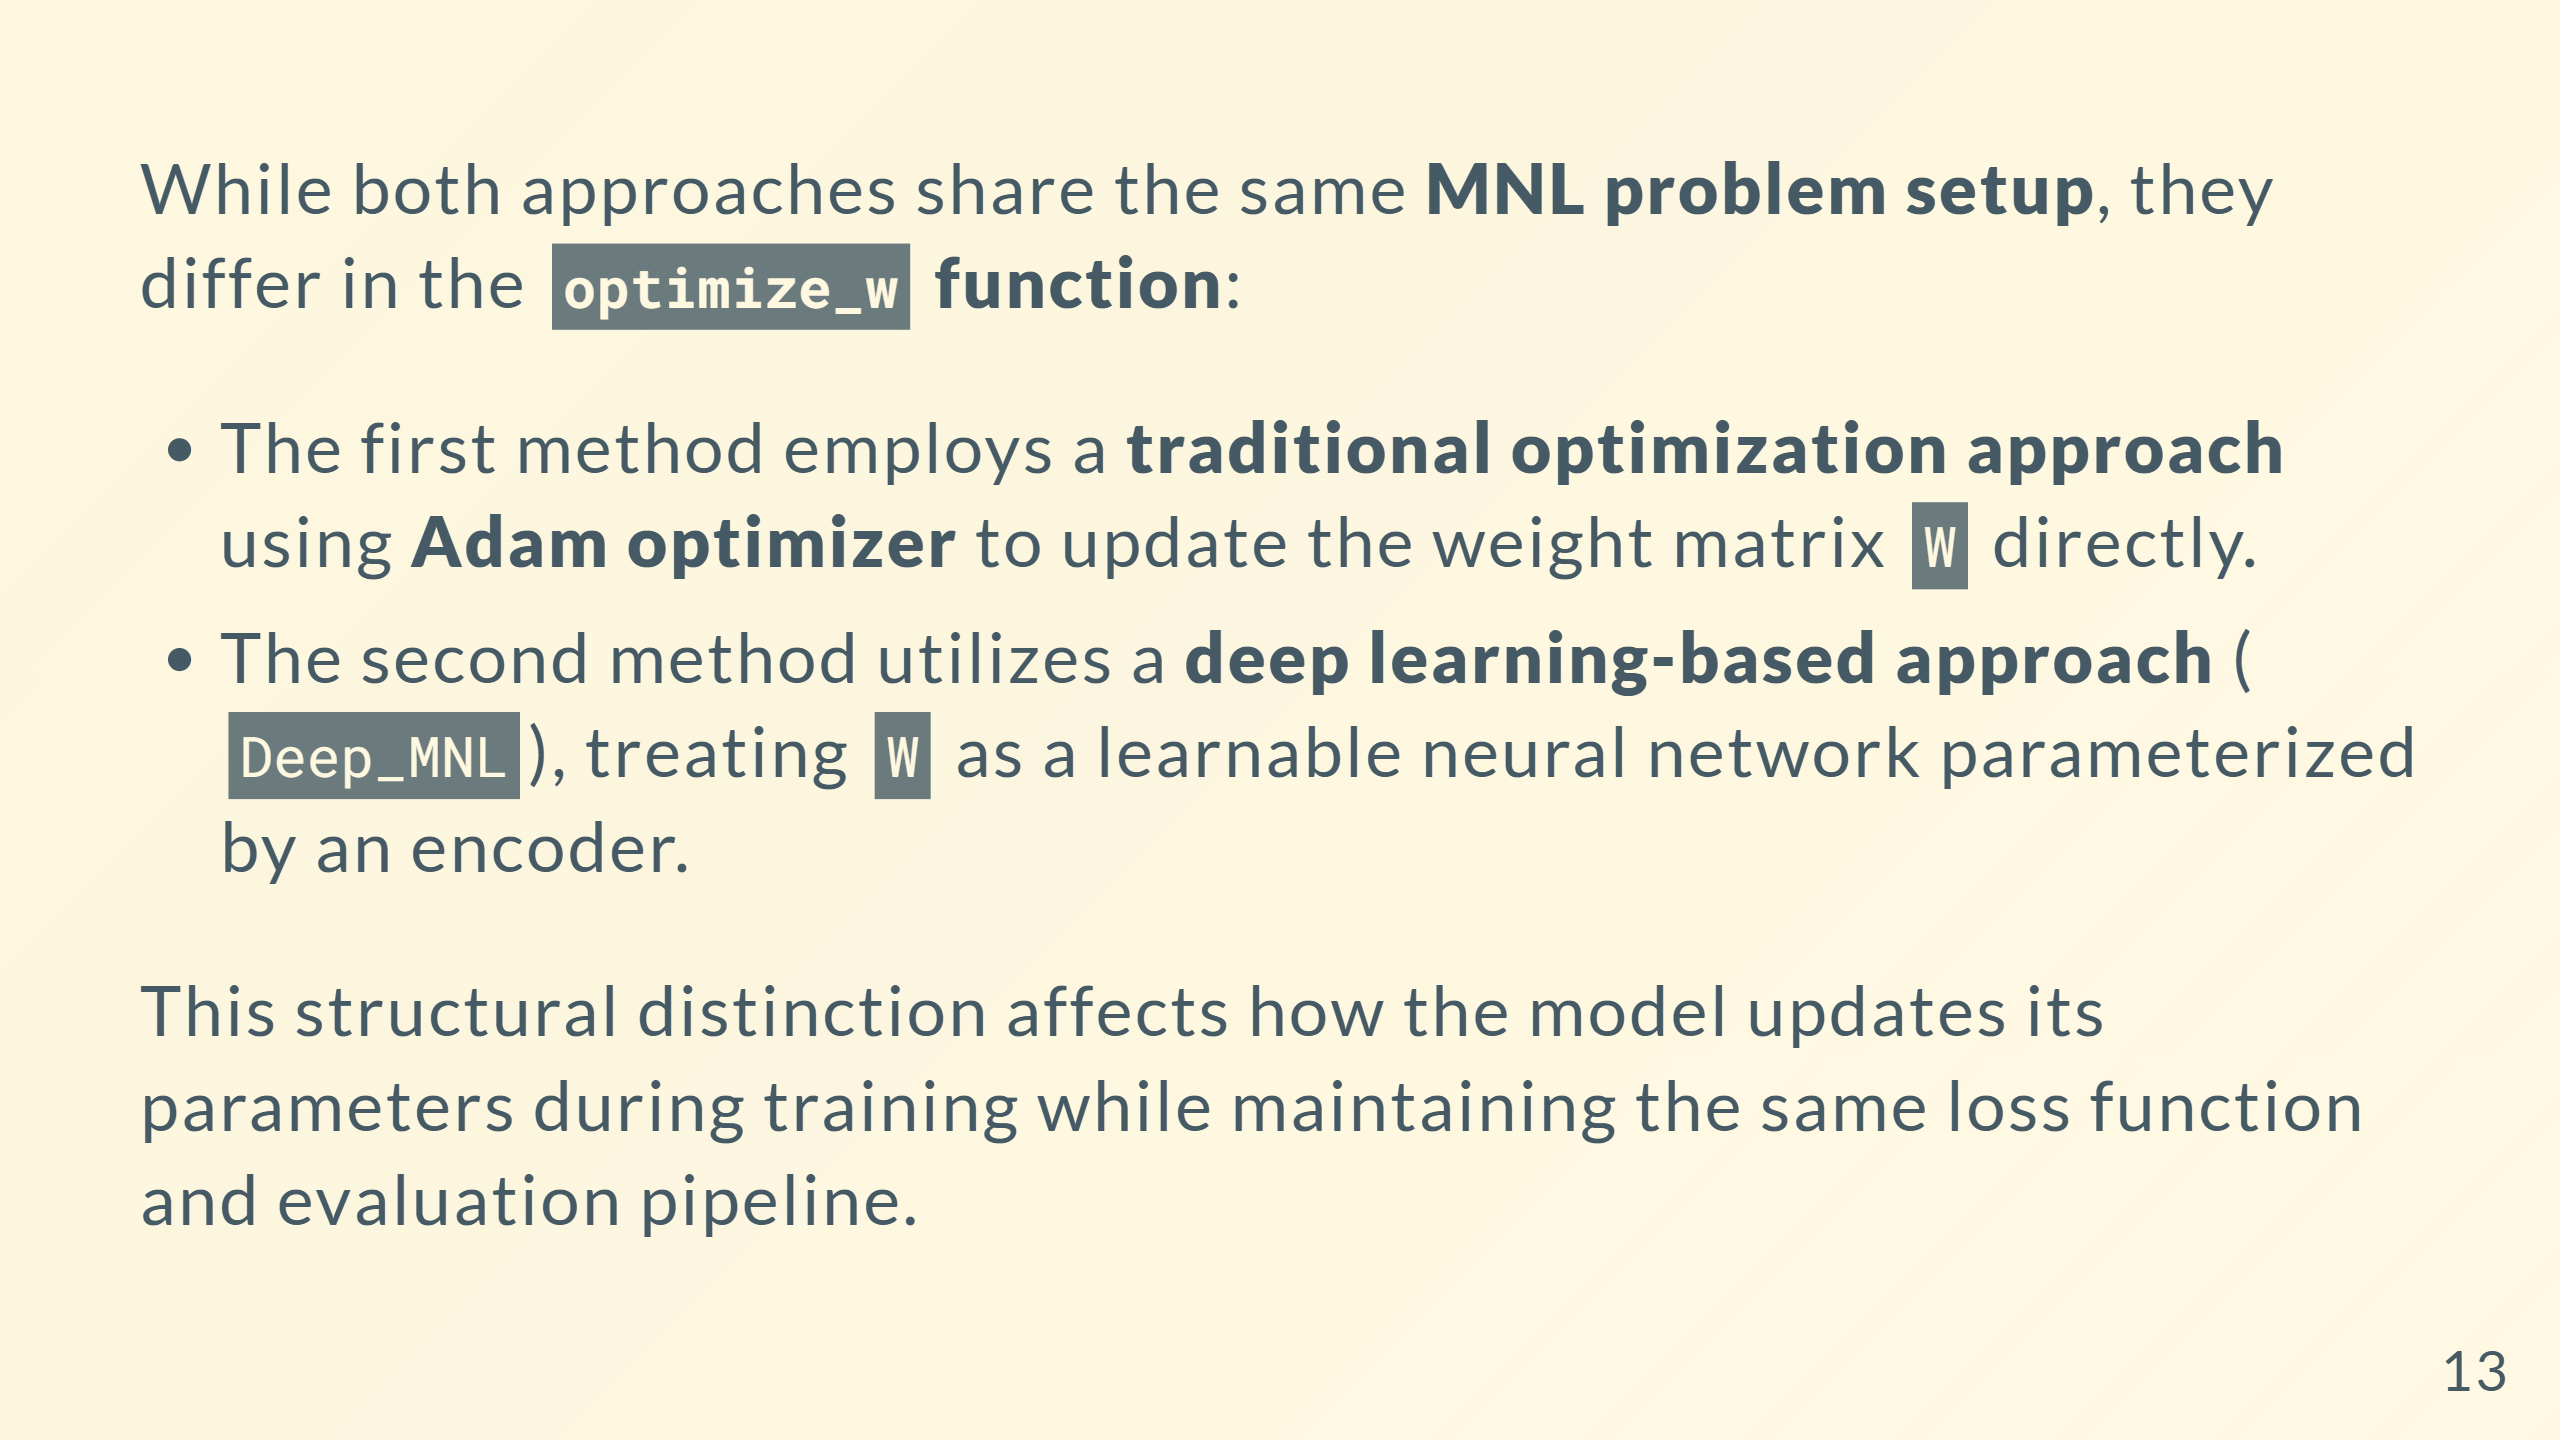 While both approaches share the same MNL problem setup, they
differ in the optimize_w function:
• The first method employs a traditional optimization approach
using Adam optimizer to update the weight matrix W directly.
• The second method utilizes a deep learning-based approach (
Deep_MNL), treating W as a learnable neural network parameterized
by an encoder.
This structural distinction affects how the model updates its
parameters during training while maintaining the same loss function
and evaluation pipeline.
13